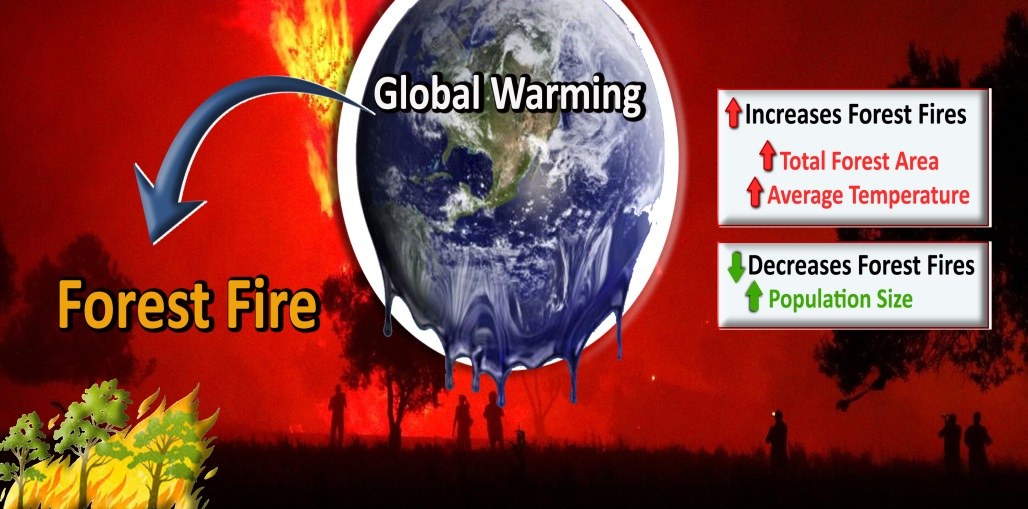 Global Warming
Forest Fire
Increases Forest Fires
Total Forest Area
Average Temperature
Decreases Forest Fires
Population Size